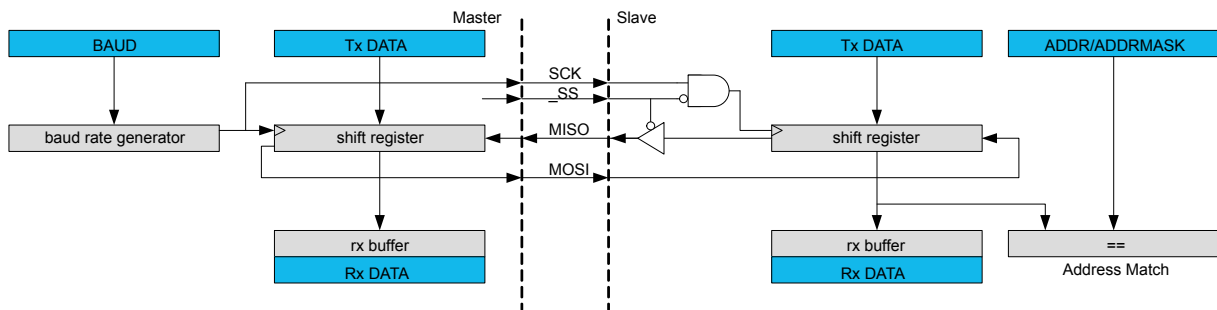 Master
Slave
BAUD
Tx DATA
Tx DATA
ADDR/ADDRMASK
SCK
_SS
baud rate generator
shift register
MISO
shift register
MOSI
rx buffer
rx buffer
==
Rx DATA
Rx DATA
Address Match